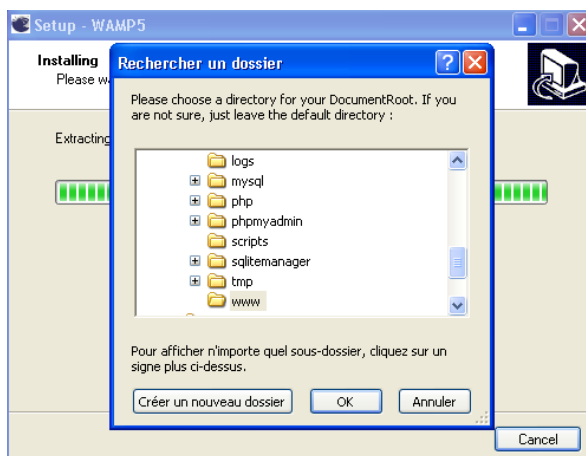 Setup - WAMP5
Installing
Please w
Extracting
Rechercher un dossier
Please choose a directory for your DocumentRoot. If you
are not sure, just leave the default directory :
logs
mysql
php
phpmyadmin
scripts
sqlitemanager
tmp
www
Pour afficher n'importe quel sous-dossier, cliquez sur un
signe plus ci-dessus.
Créer un nouveau dossier OK Annuler
Cancel